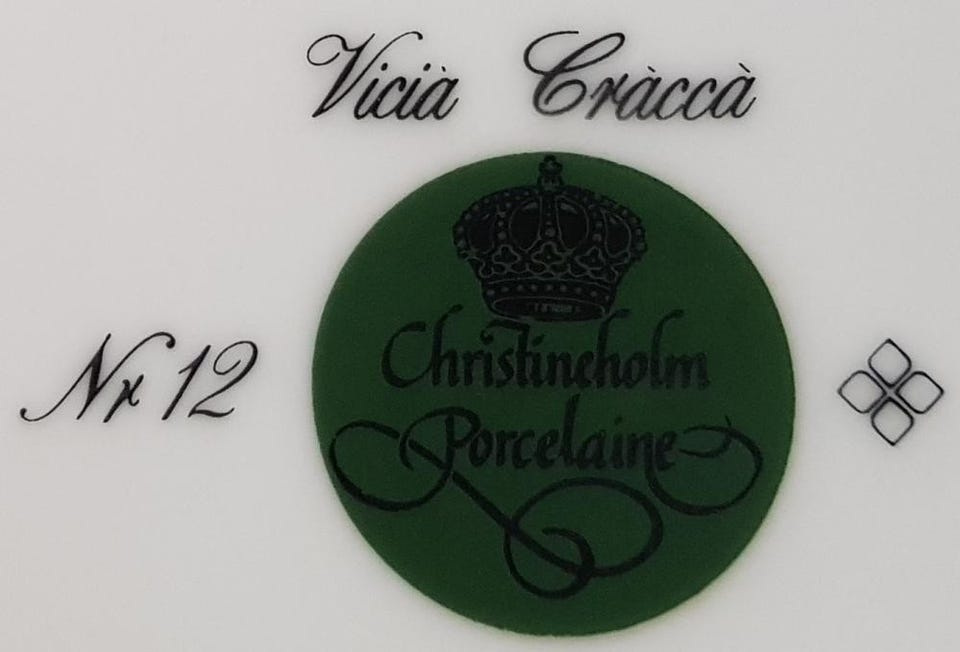 Vicià Cràccà
Christineholm
Nr 12
Porcelaine